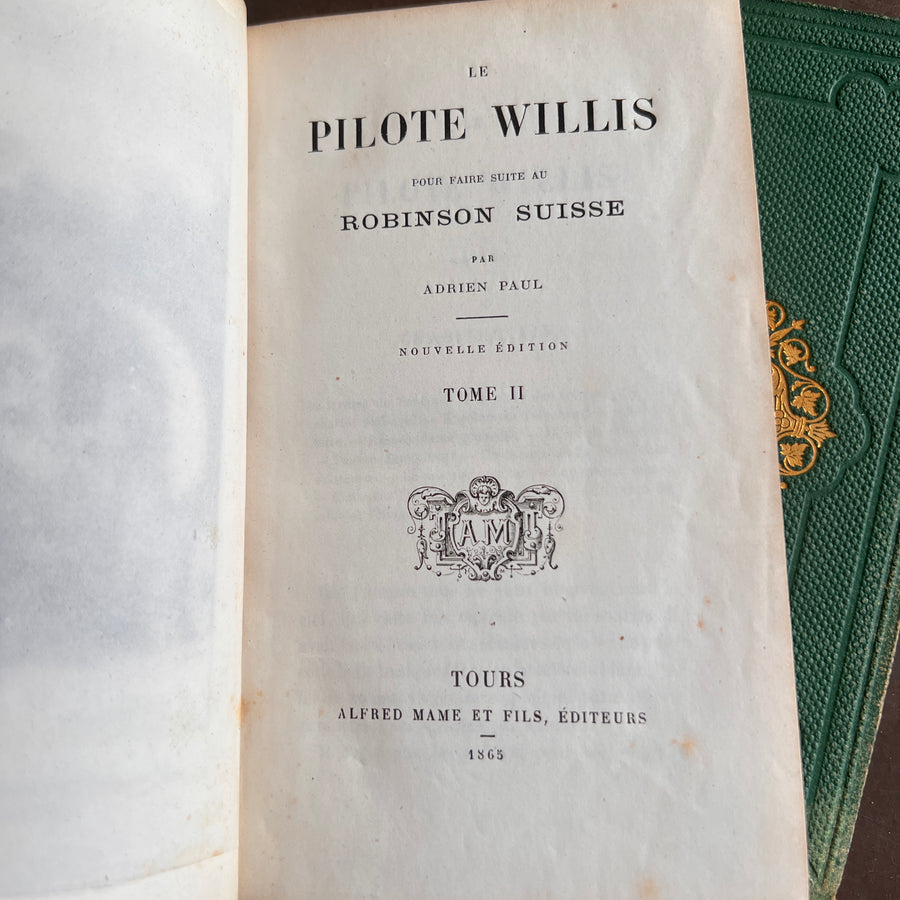 LE
PILOTE WILLIS
POUR FAIRE SUITE AU
ROBINSON SUISSE
PAR
ADRIEN PAUL
NOUVELLE ÉDITION
TOME II
AM
TOURS
ALFRED MAME ET FILS, ÉDITEURS
1865